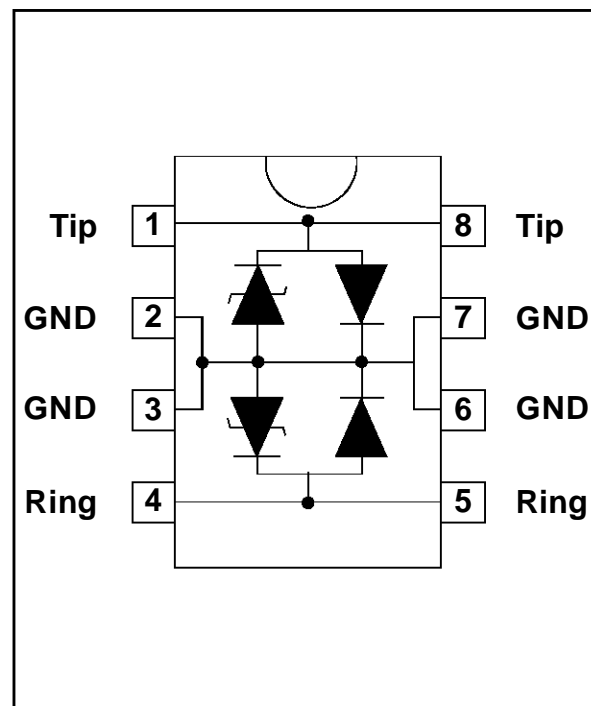 Tip 1 8 Tip
GND 2 7 GND
GND 3 6 GND
Ring 4 5 Ring